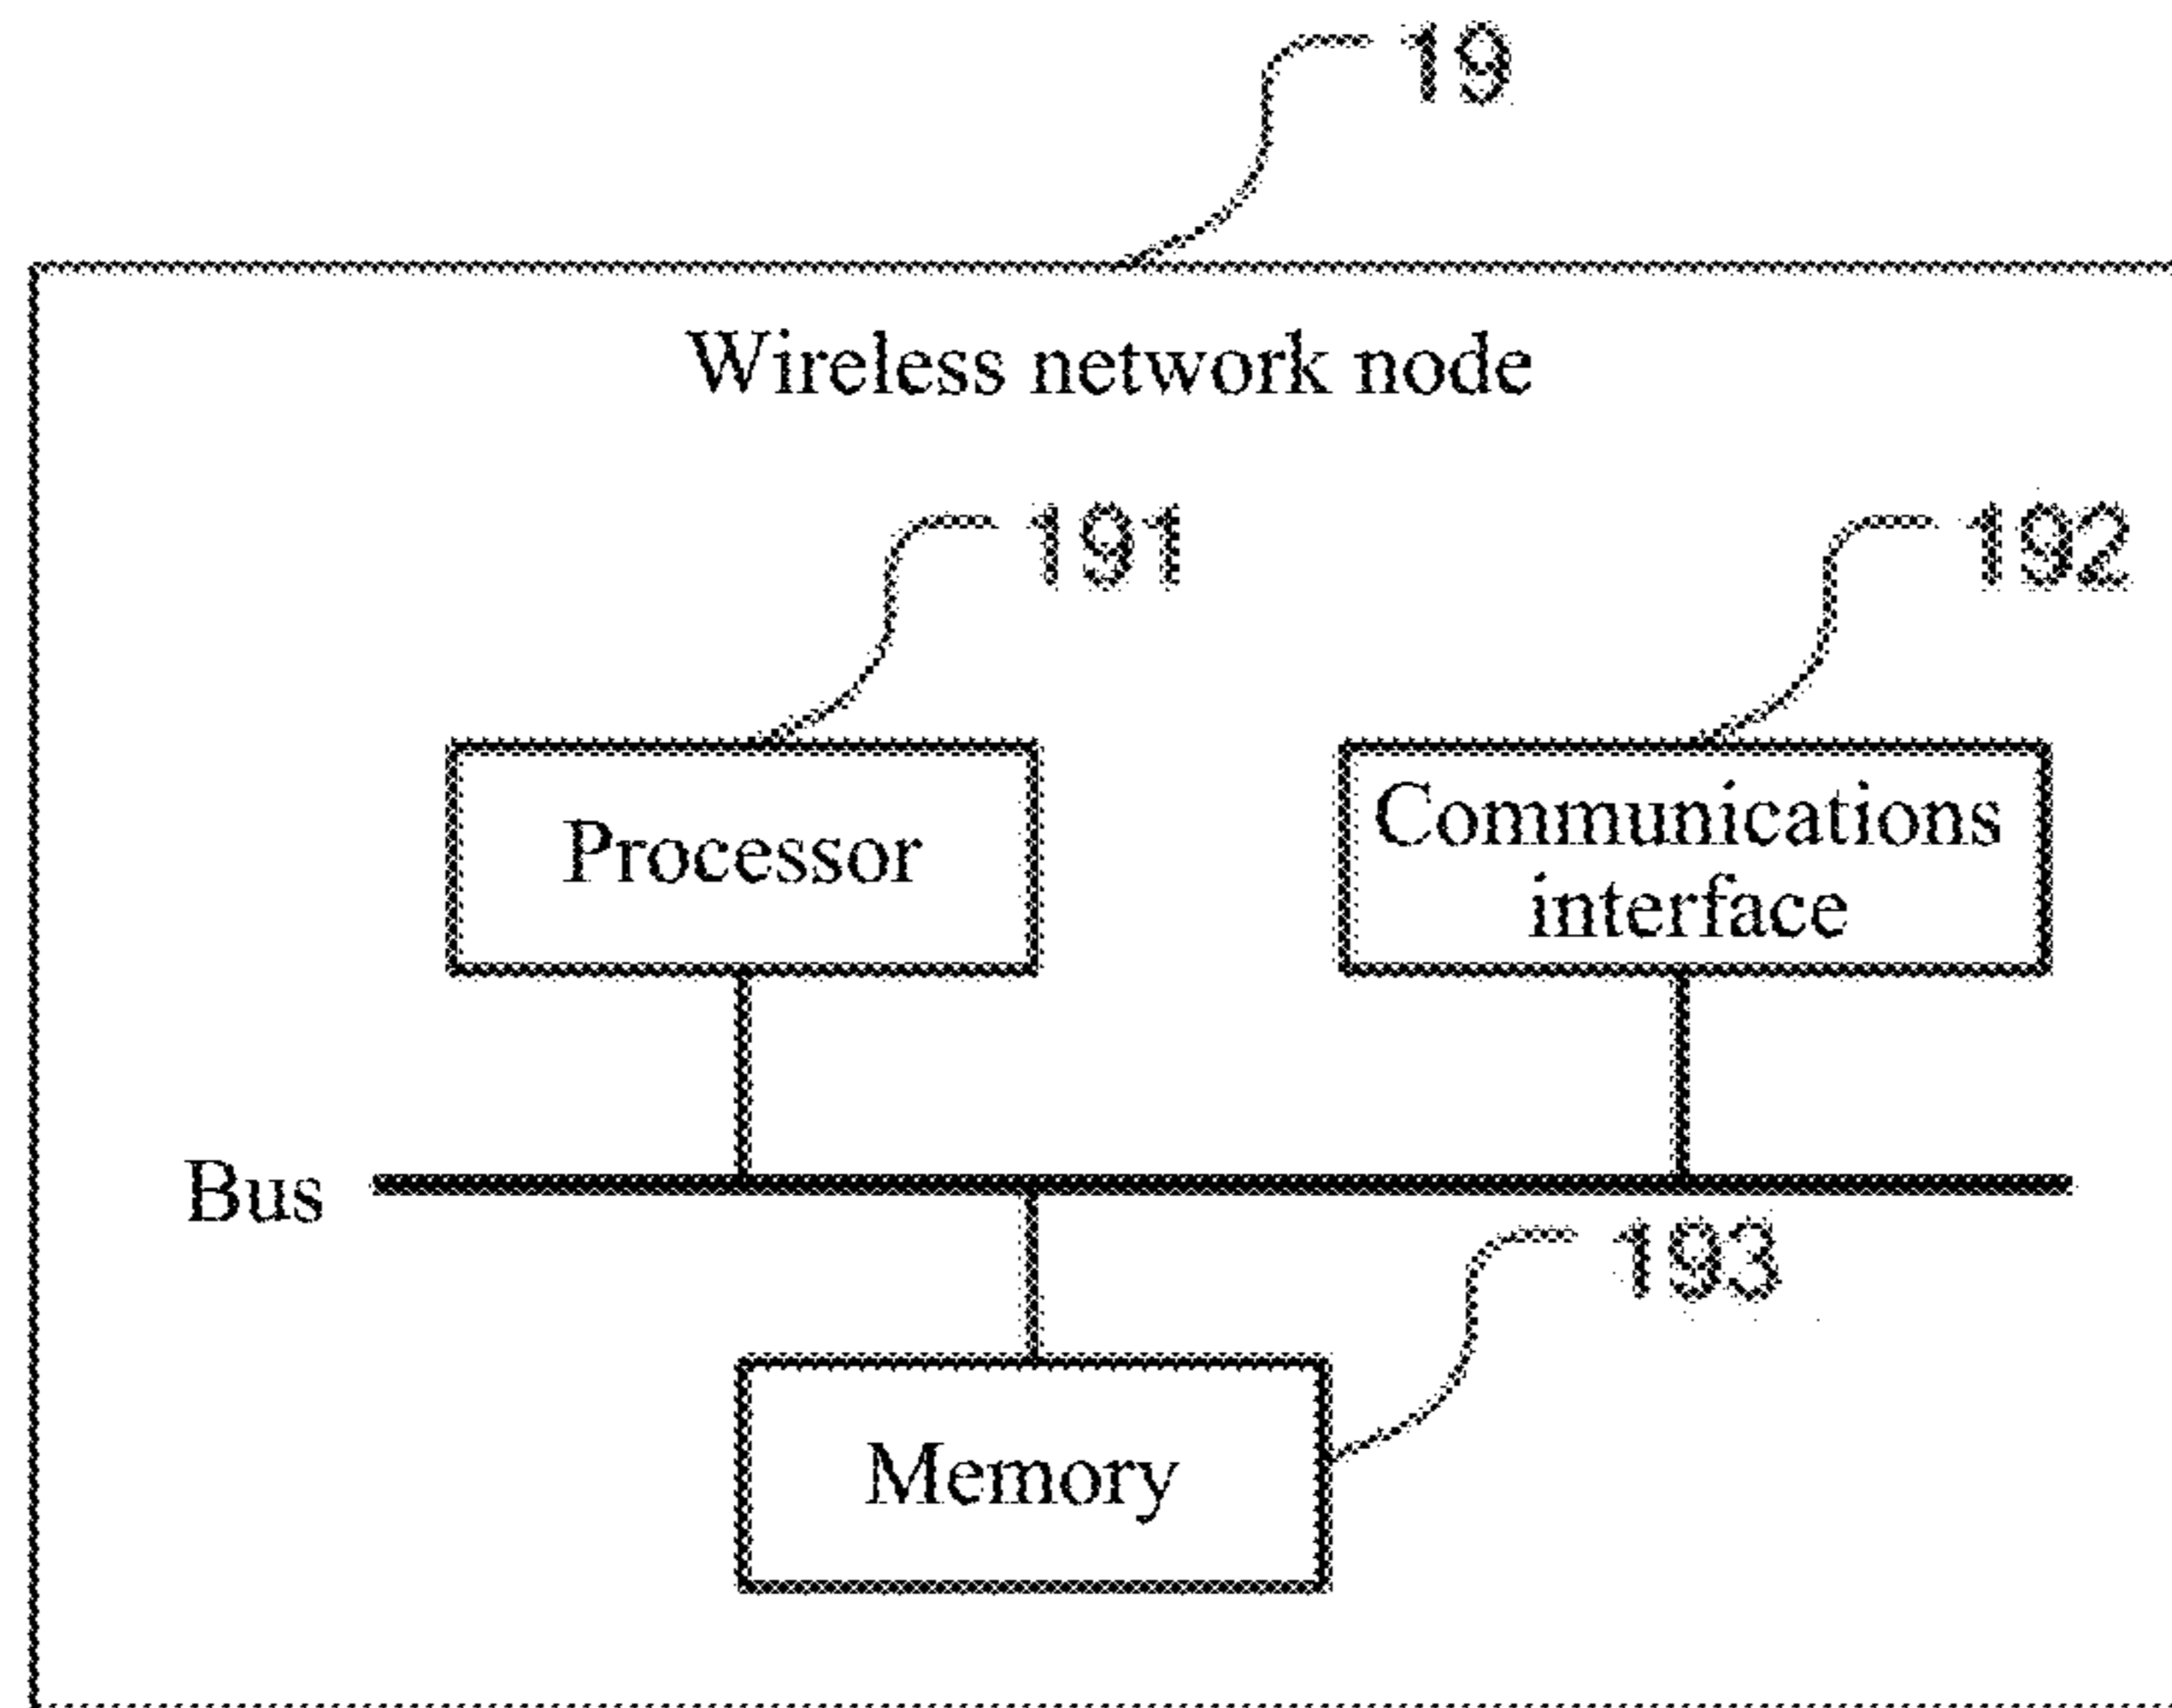 19
Wireless network node
191
192
Processor
Communications
interface
Bus
193
Memory